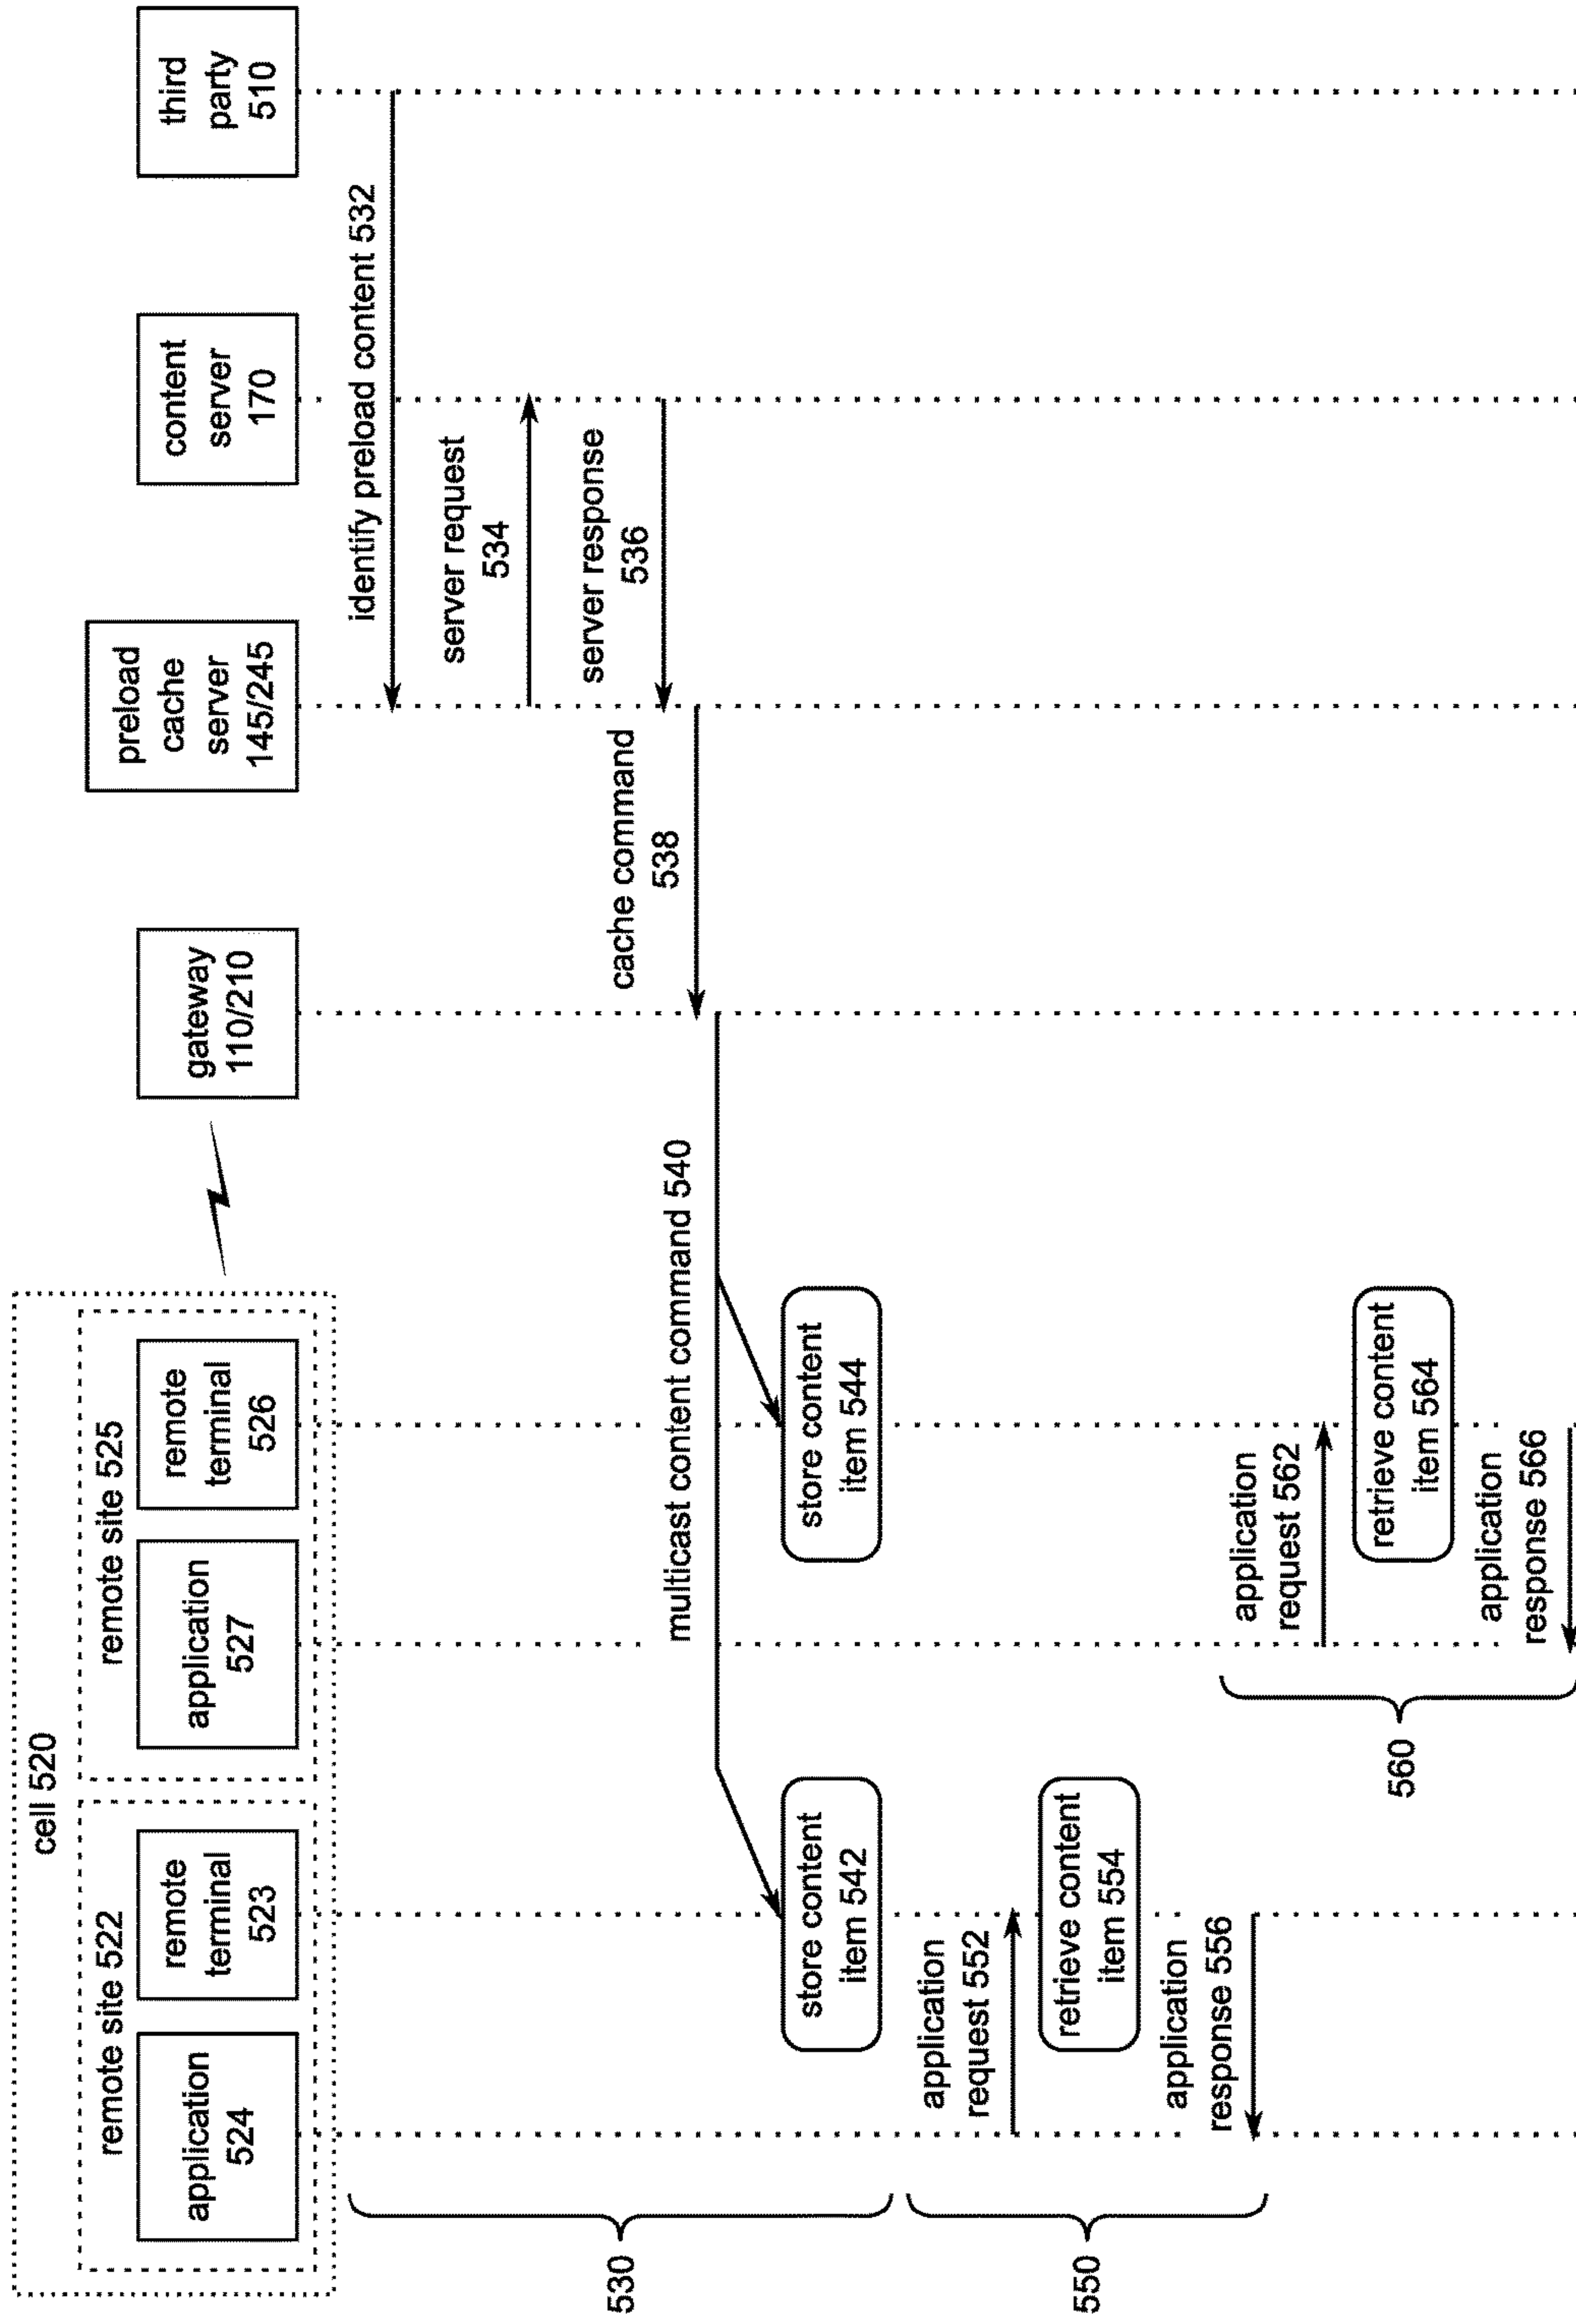 cell 520
remote site 522
remote site 525
application
524
remote
terminal
523
application
527
remote
terminal
526
gateway
110/210
preload
cache
server
145/245
content
server
170
third
party
510
530
identify preload content 532
server request
534
server response
536
cache command
538
multicast content command 540
store content
item 542
store content
item 544
550
application
request 552
retrieve content
item 554
application
response 556
560
application
request 562
retrieve content
item 564
application
response 566